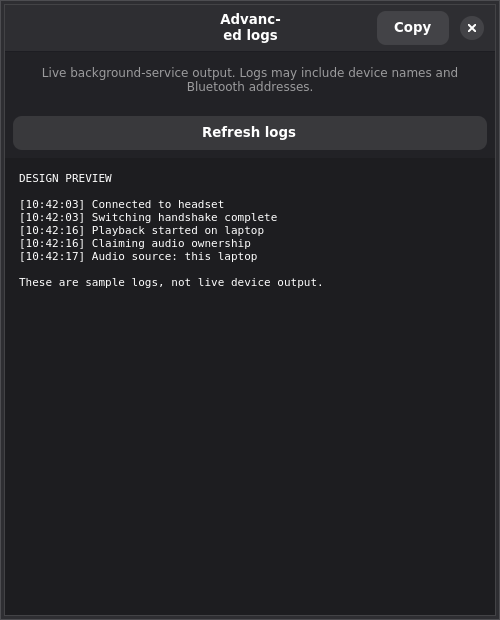 Advanc-
ed logs
Copy
Live background-service output. Logs may include device names and
Bluetooth addresses.
Refresh logs
DESIGN PREVIEW
[10:42:03] Connected to headset
[10:42:03] Switching handshake complete
[10:42:16] Playback started on laptop
[10:42:16] Claiming audio ownership
[10:42:17] Audio source: this laptop
These are sample logs, not live device output.